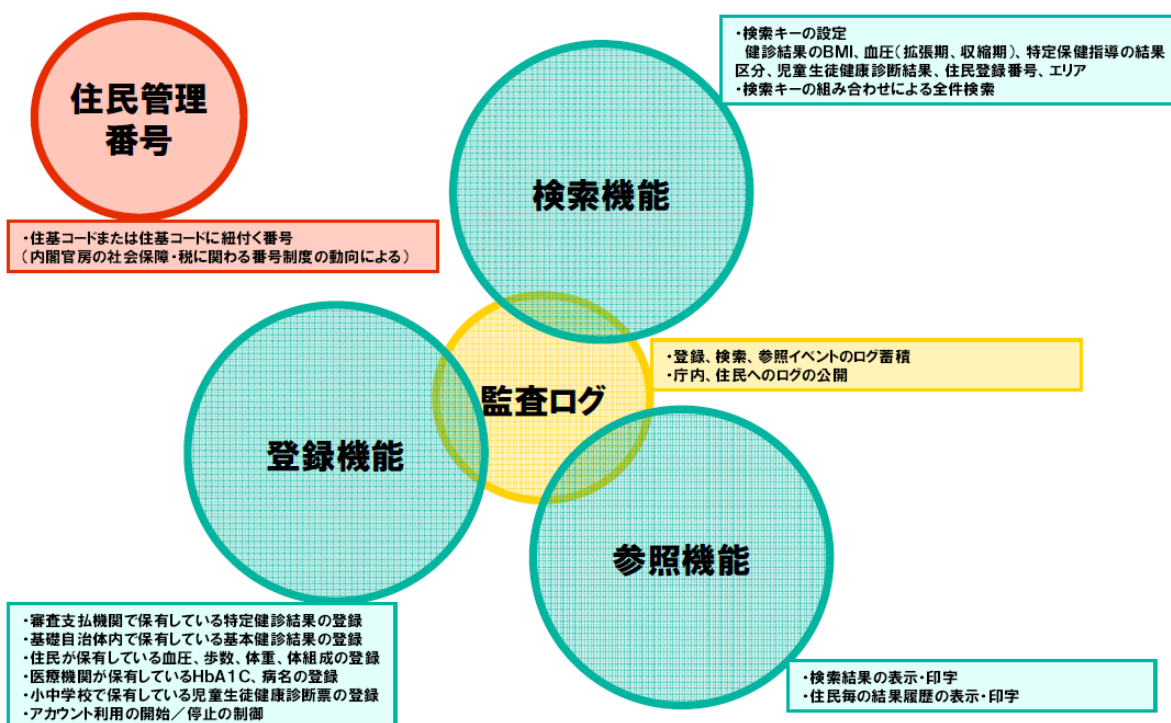 住民管理
番号
・住基コードまたは住基コードに紐付く番号
（内閣官房の社会保障・税に関わる番号制度の動向による）
・検索キーの設定
健診結果のBMI、血圧（拡張期、収縮期）、特定保健指導の結果
区分、児童生徒健康診断結果、住民登録番号、エリア
・検索キーの組み合わせによる全件検索
検索機能
監査ログ
・登録、検索、参照イベントのログ蓄積
・庁内、住民へのログの公開
登録機能
・審査支払機関で保有している特定健診結果の登録
・基礎自治体内で保有している基本健診結果の登録
・住民が保有している血圧、歩数、体重、体組成の登録
・医療機関が保有しているHbA1C、病名の登録
・小中学校で保有している児童生徒健康診断票の登録
・アカウント利用の開始／停止の制御
参照機能
・検索結果の表示・印字
・住民毎の結果履歴の表示・印字